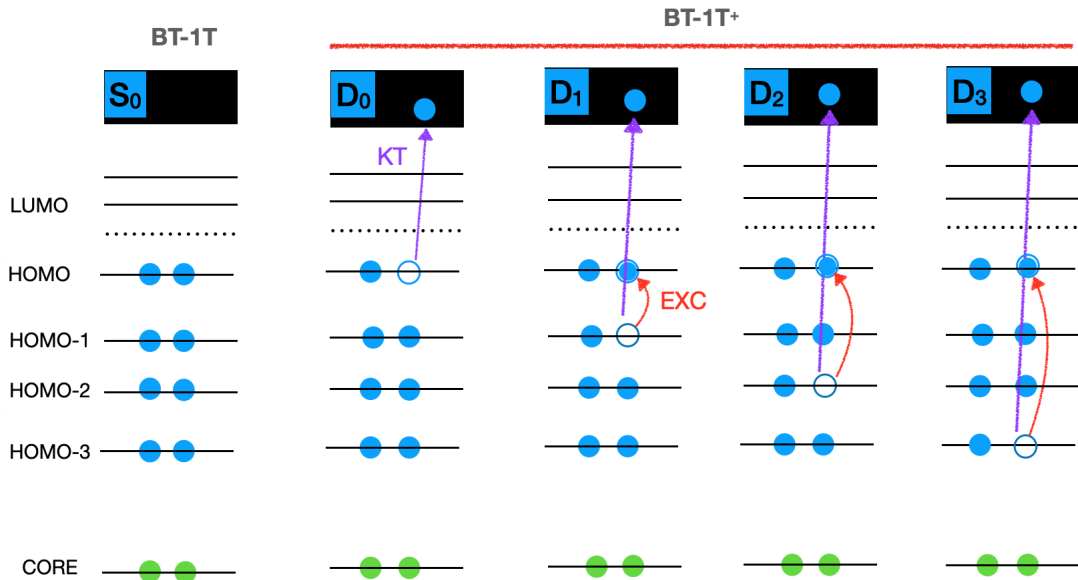 BT-1T
BT-1T⁺
S₀
D₀
D₁
D₂
D₃
KT
LUMO
HOMO
EXC
HOMO-1
HOMO-2
HOMO-3
CORE